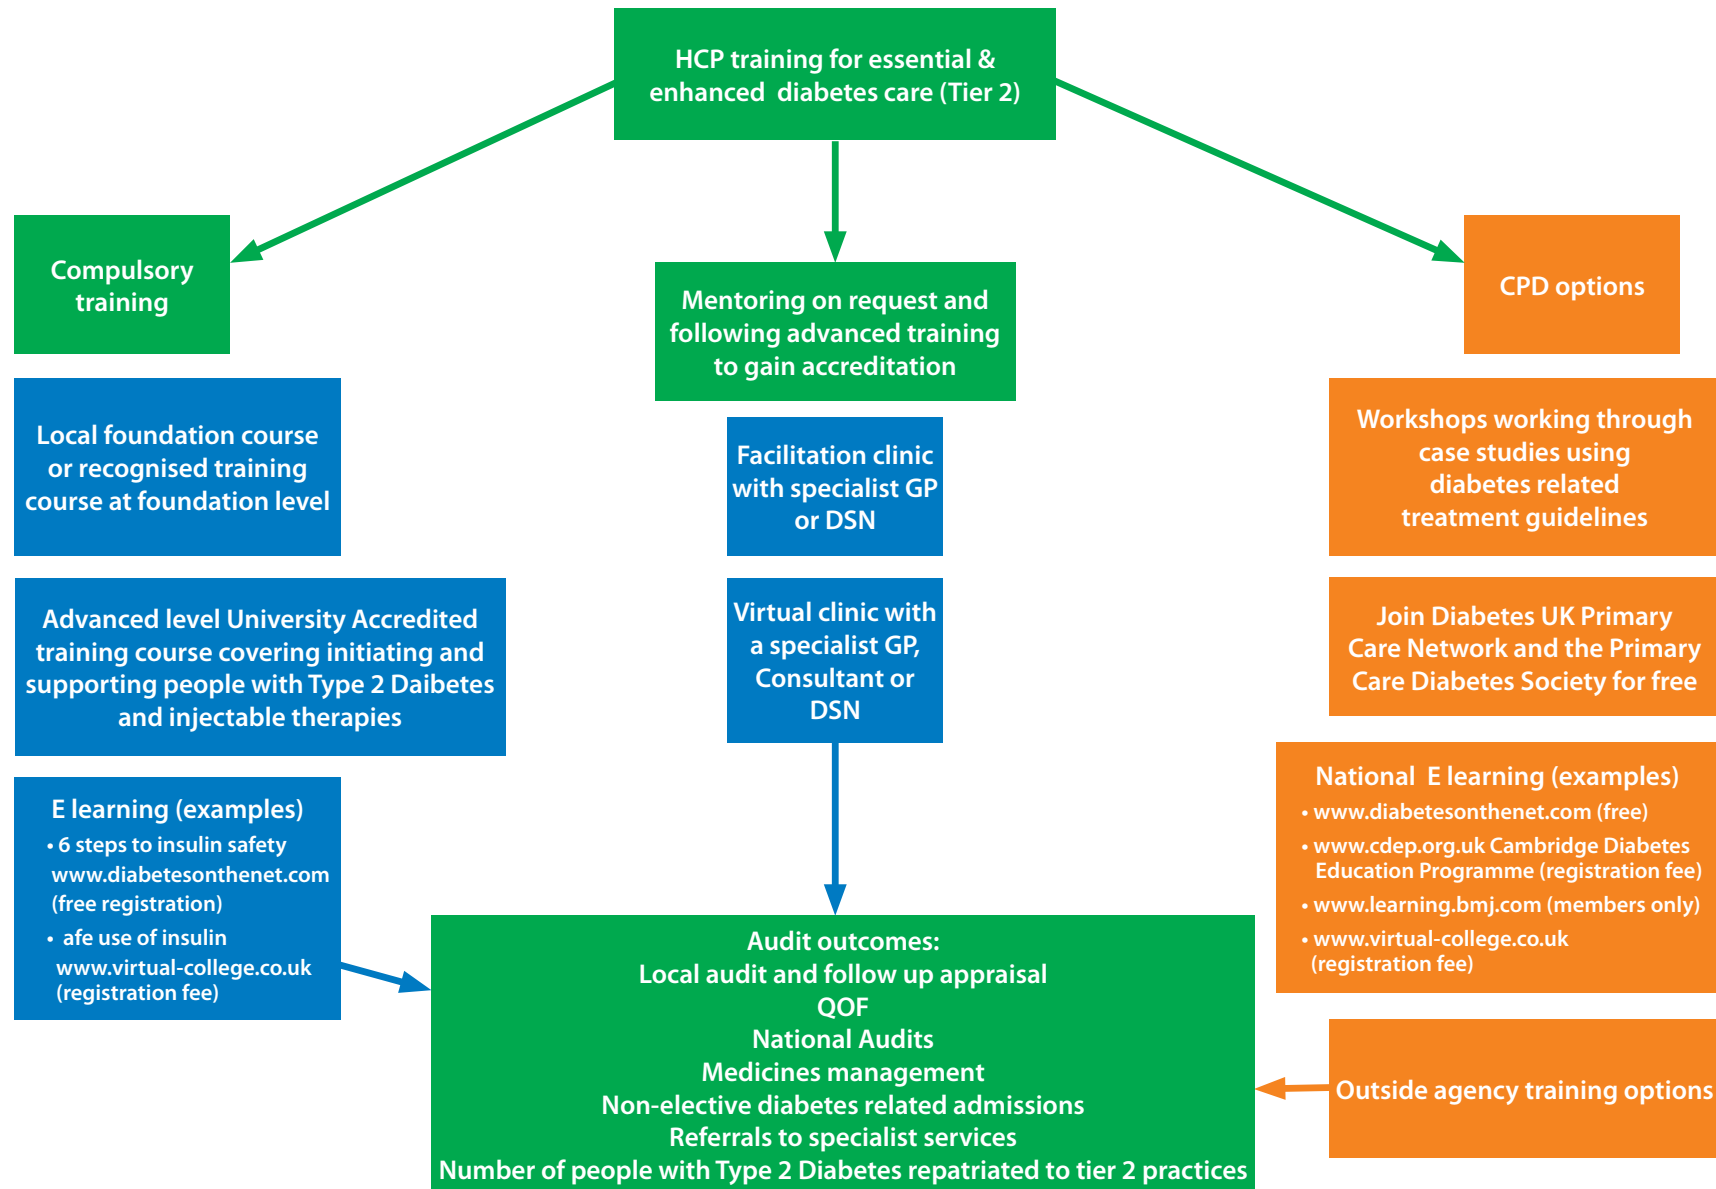 HCP training for essential &
enhanced diabetes care (Tier 2)
Compulsory
training
Local foundation course
or recognised training
course at foundation level
Advanced level University Accredited
training course covering initiating and
supporting people with Type 2 Daibetes
and injectable therapies
E learning (examples)
• 6 steps to insulin safety
www.diabetesonthenet.com
(free registration)
• afe use of insulin
www.virtual-college.co.uk
(registration fee)
Mentoring on request and
following advanced training
to gain accreditation
Facilitation clinic
with specialist GP
or DSN
Virtual clinic with
a specialist GP,
Consultant or
DSN
CPD options
Workshops working through
case studies using
diabetes related
treatment guidelines
Join Diabetes UK Primary
Care Network and the Primary
Care Diabetes Society for free
National E learning (examples)
• www.diabetesonthenet.com (free)
• www.cdep.org.uk Cambridge Diabetes
Education Programme (registration fee)
• www.learning.bmj.com (members only)
• www.virtual-college.co.uk
(registration fee)
Outside agency training options
Audit outcomes:
Local audit and follow up appraisal
QOF
National Audits
Medicines management
Non-elective diabetes related admissions
Referrals to specialist services
Number of people with Type 2 Diabetes repatriated to tier 2 practices